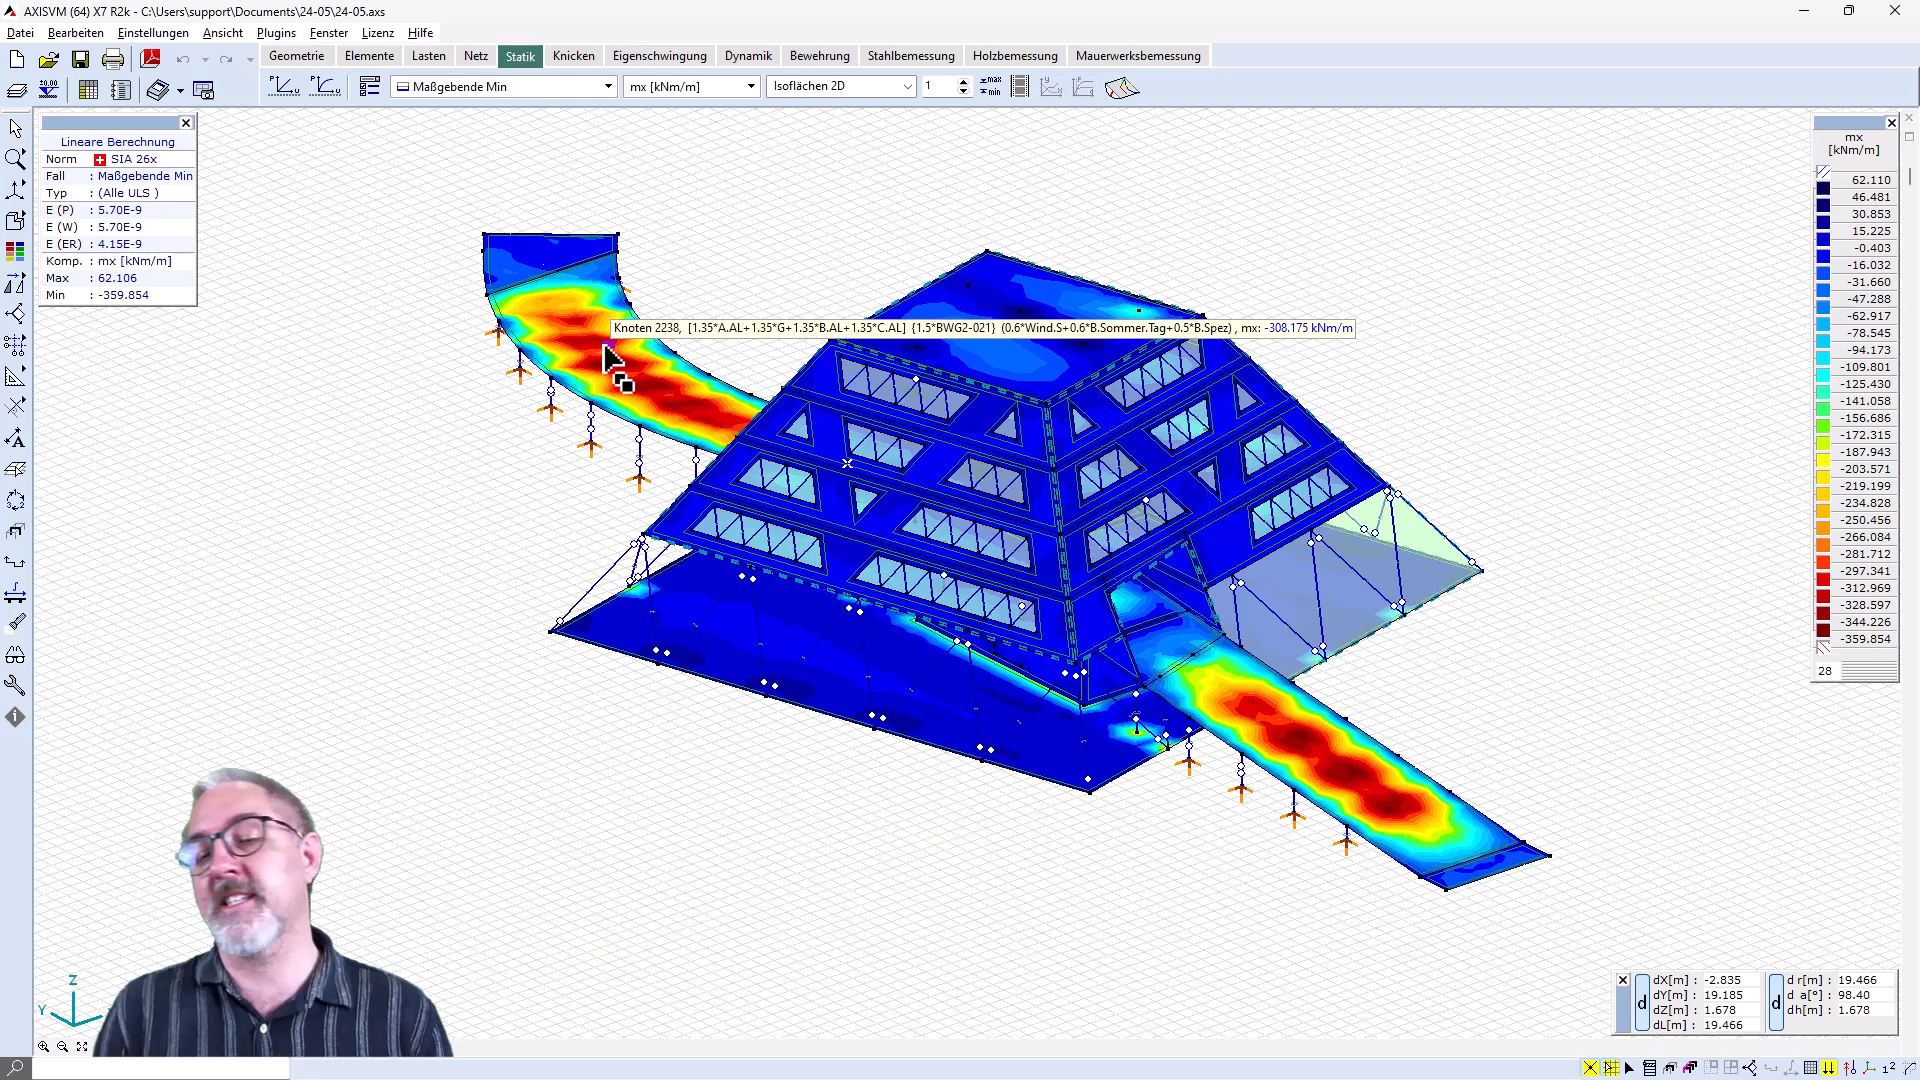 AXISVM (64) X7 R2k - C:\Users\support\Documents\24-05\24-05.axs
Datei Bearbeiten Einstellungen Ansicht Plugins Fenster Lizenz Hilfe
Geometrie Elemente Lasten Netz Statik Knicken Eigenschwingung Dynamik Bewehrung Stahlbemessung Holzbemessung Mauerwerksbemessung
Maßgebende Min mx [kNm/m] Isoflächen 2D 1 max min
Lineare Berechnung
Norm SIA 26x
Fall : Maßgebende Min
Typ : (Alle ULS )
E (P) : 5.70E-9
E (W) : 5.70E-9
E (ER) : 4.15E-9
Komp. : mx [kNm/m]
Max : 62.106
Min : -359.854
Knoten 2238, [1.35*A.AL+1.35*G+1.35*B.AL+1.35*C.AL] {1.5*BWG2-021} (0.6*Wind.S+0.6*B.Sommer.Tag+0.5*B.Spez) , mx: -308.175 kNm/m
mx
[kNm/m]
62.110
46.481
30.853
15.225
-0.403
-16.032
-31.660
-47.288
-62.917
-78.545
-94.173
-109.801
-125.430
-141.058
-156.686
-172.315
-187.943
-203.571
-219.199
-234.828
-250.456
-266.084
-281.712
-297.341
-312.969
-328.597
-344.226
-359.854
28
Z
Y
d dX[m] : -2.835
dY[m] : 19.185
dZ[m] : 1.678
dL[m] : 19.466
d d r[m] : 19.466
d a[°] : 98.40
dh[m] : 1.678